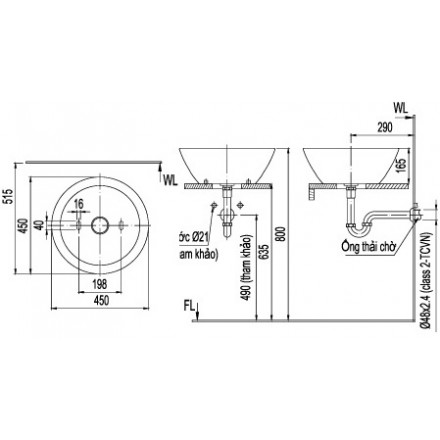 WL
290
515
450
16
40
198
450
WL
165
ớc Ø21
am khảo)
490 (tham khảo)
635
800
Ống thải chờ
Ø48x2.4 (class 2-TCVN)
FL